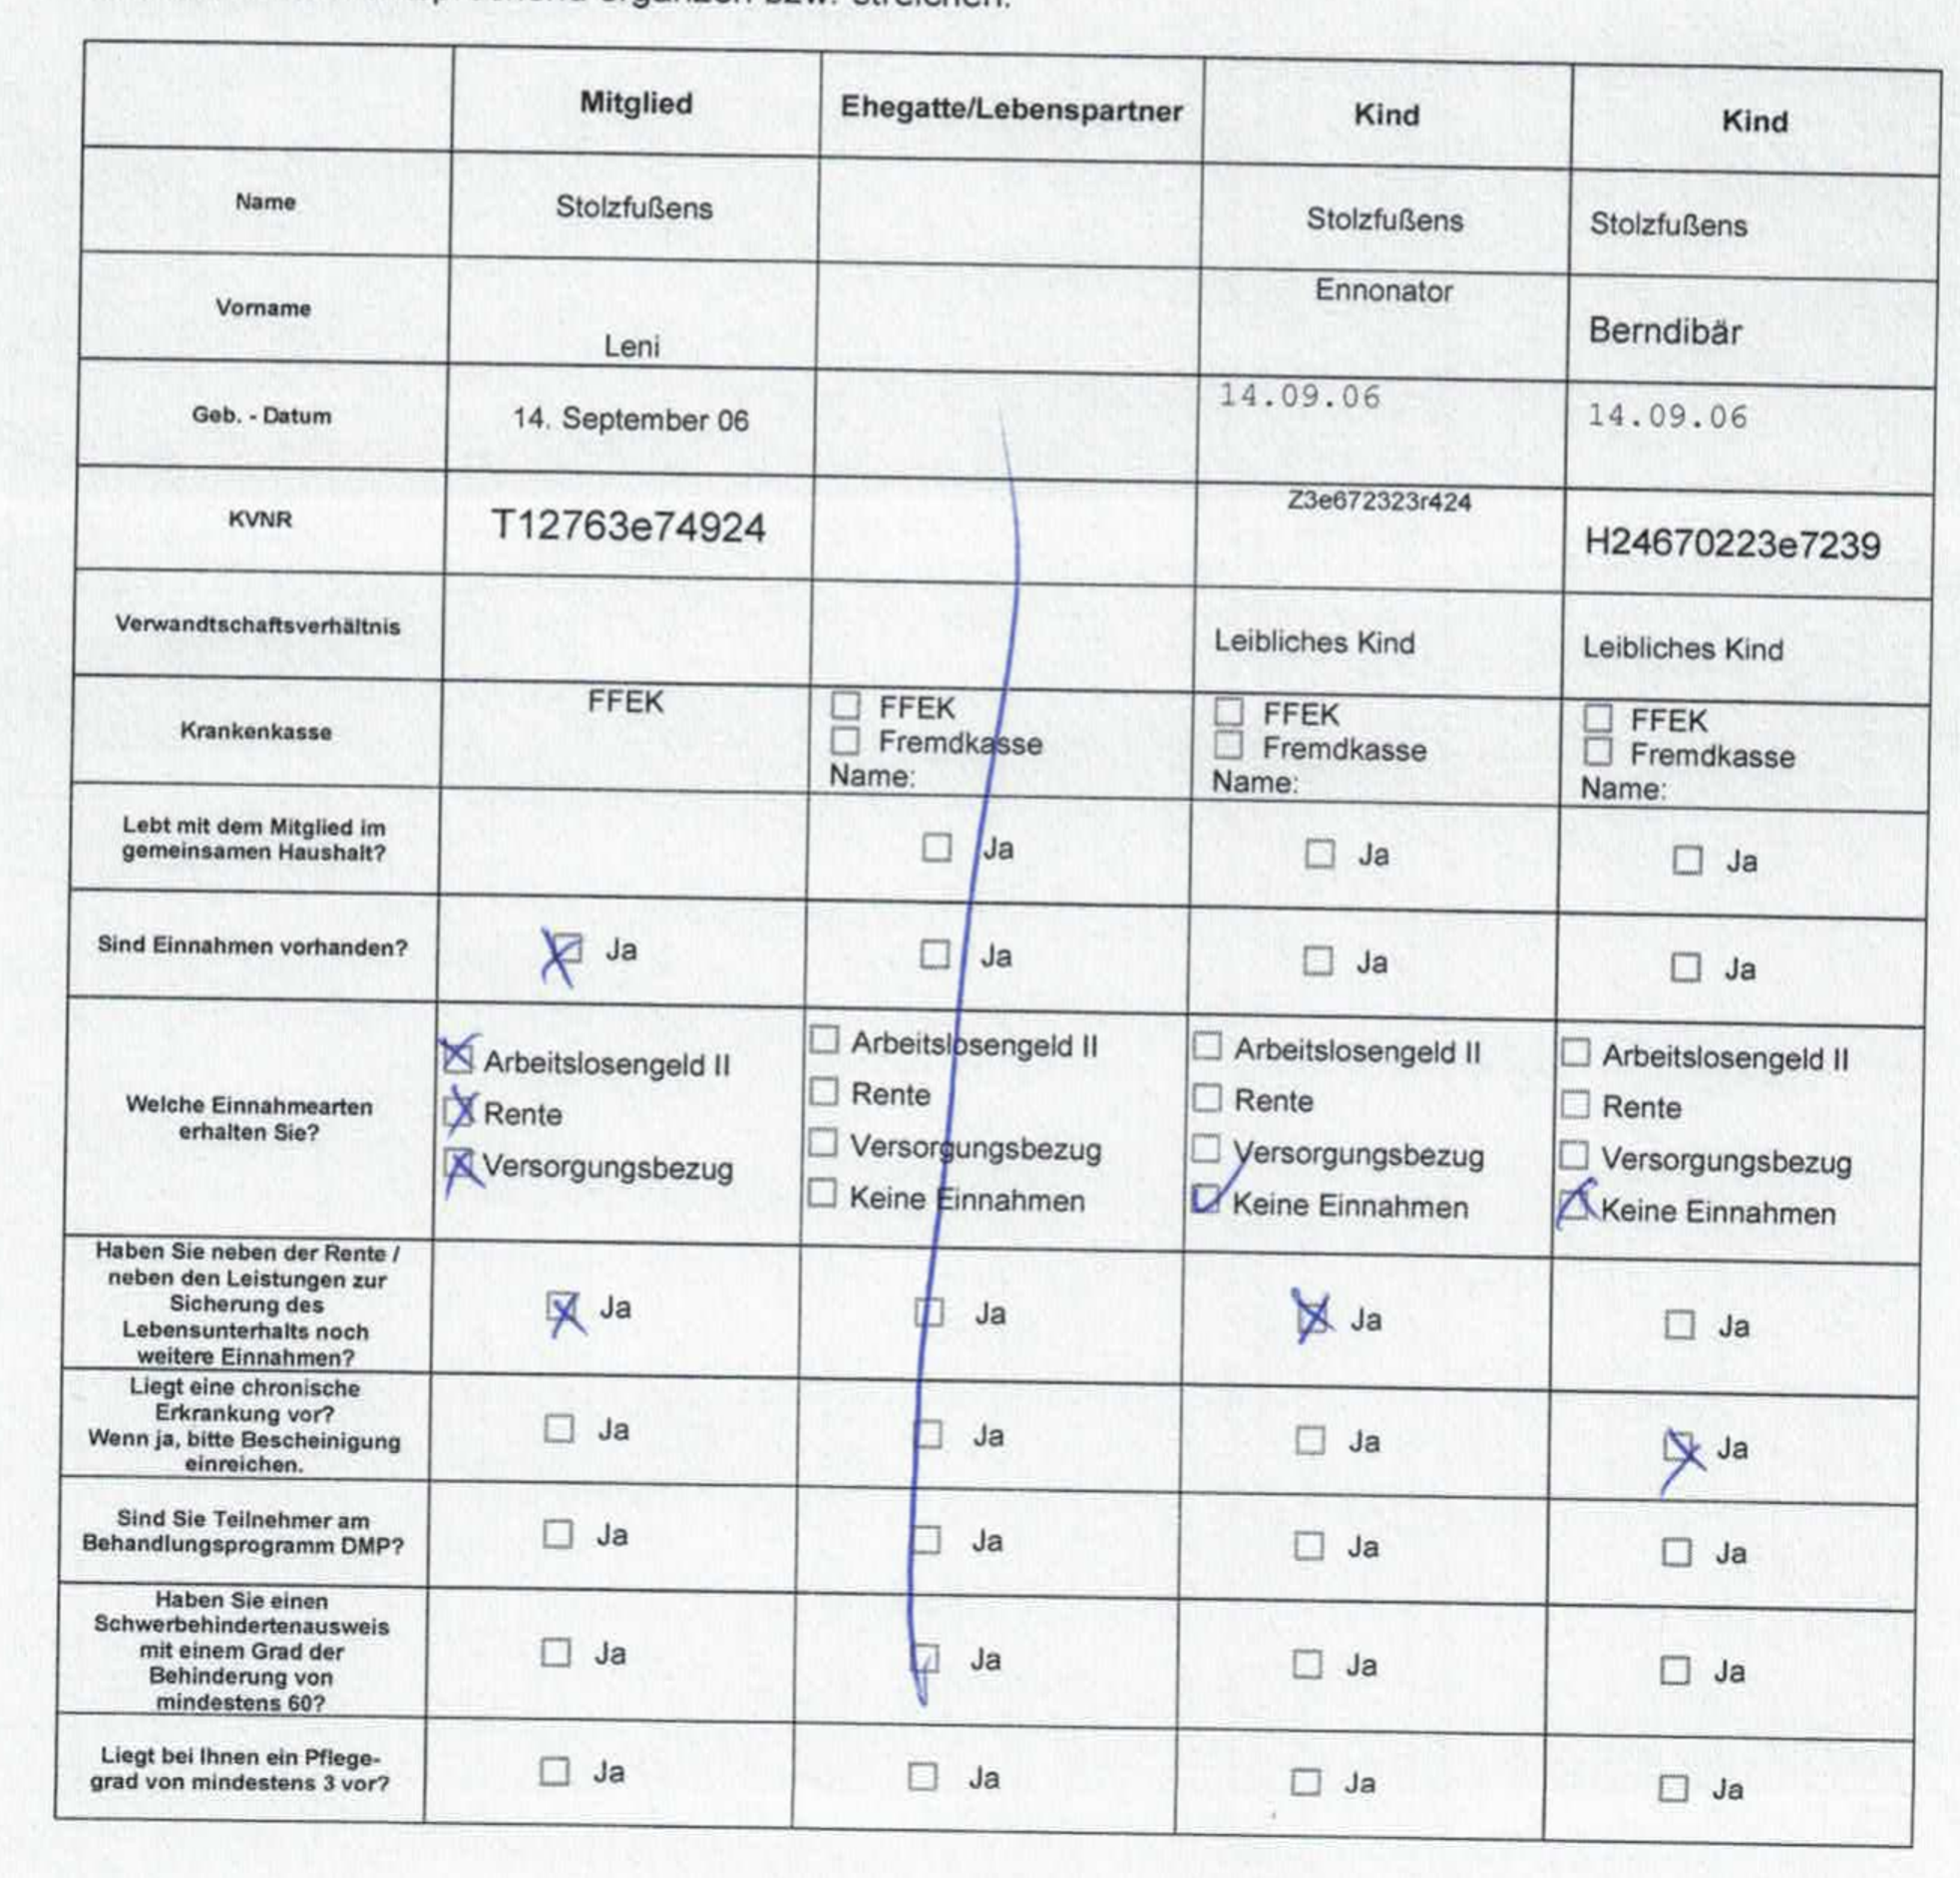 ergänzen bzw. streichen.
Mitglied Ehegatte/Lebenspartner Kind Kind
Name Stolzfußens Stolzfußens Stolzfußens
Vorname Leni Ennonator Berndibär
Geb. - Datum 14. September 06 14.09.06 14.09.06
KVNR T12763e74924 Z3e672323r424 H24670223e7239
Verwandtschaftsverhältnis Leibliches Kind Leibliches Kind
Krankenkasse FFEK
FFEK
Fremdkasse
Name:
FFEK
Fremdkasse
Name:
FFEK
Fremdkasse
Name:
Lebt mit dem Mitglied im
gemeinsamen Haushalt?
Ja Ja Ja
Sind Einnahmen vorhanden? Ja Ja Ja Ja
Welche Einnahmearten
erhalten Sie?
Arbeitslosengeld II
Rente
Versorgungsbezug
Arbeitslosengeld II
Rente
Versorgungsbezug
Keine Einnahmen
Arbeitslosengeld II
Rente
Versorgungsbezug
Keine Einnahmen
Arbeitslosengeld II
Rente
Versorgungsbezug
Keine Einnahmen
Haben Sie neben der Rente /
neben den Leistungen zur
Sicherung des
Lebensunterhalts noch
weitere Einnahmen?
Ja Ja Ja Ja
Liegt eine chronische
Erkrankung vor?
Wenn ja, bitte Bescheinigung
einreichen.
Ja Ja Ja Ja
Sind Sie Teilnehmer am
Behandlungsprogramm DMP?
Ja Ja Ja Ja
Haben Sie einen
Schwerbehindertenausweis
mit einem Grad der
Behinderung von
mindestens 60?
Ja Ja Ja Ja
Liegt bei Ihnen ein Pflege-
grad von mindestens 3 vor?
Ja Ja Ja Ja